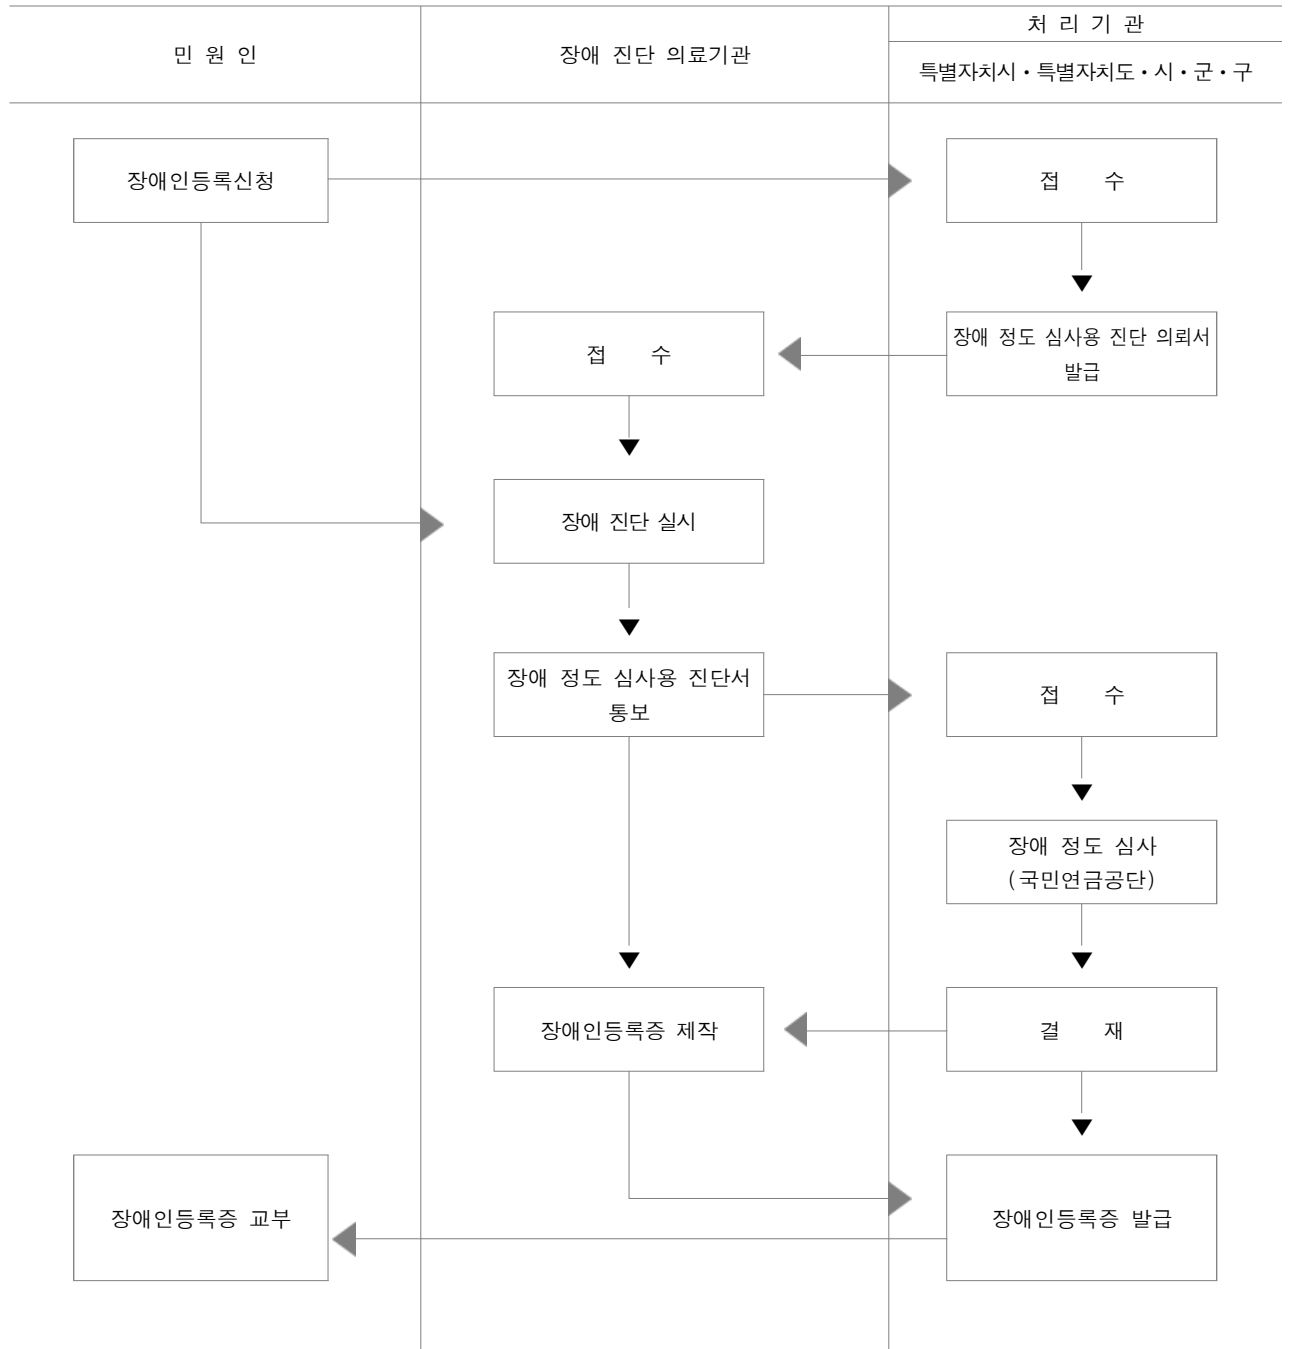 민 원 인
장애 진단 의료기관
처 리 기 관
특별자치시・특별자치도・시・군・구
장애인등록신청
접 수
장애 정도 심사용 진단 의뢰서
발급
접 수
장애 진단 실시
장애 정도 심사용 진단서
통보
접 수
장애 정도 심사
(국민연금공단)
장애인등록증 제작
결 재
장애인등록증 교부
장애인등록증 발급